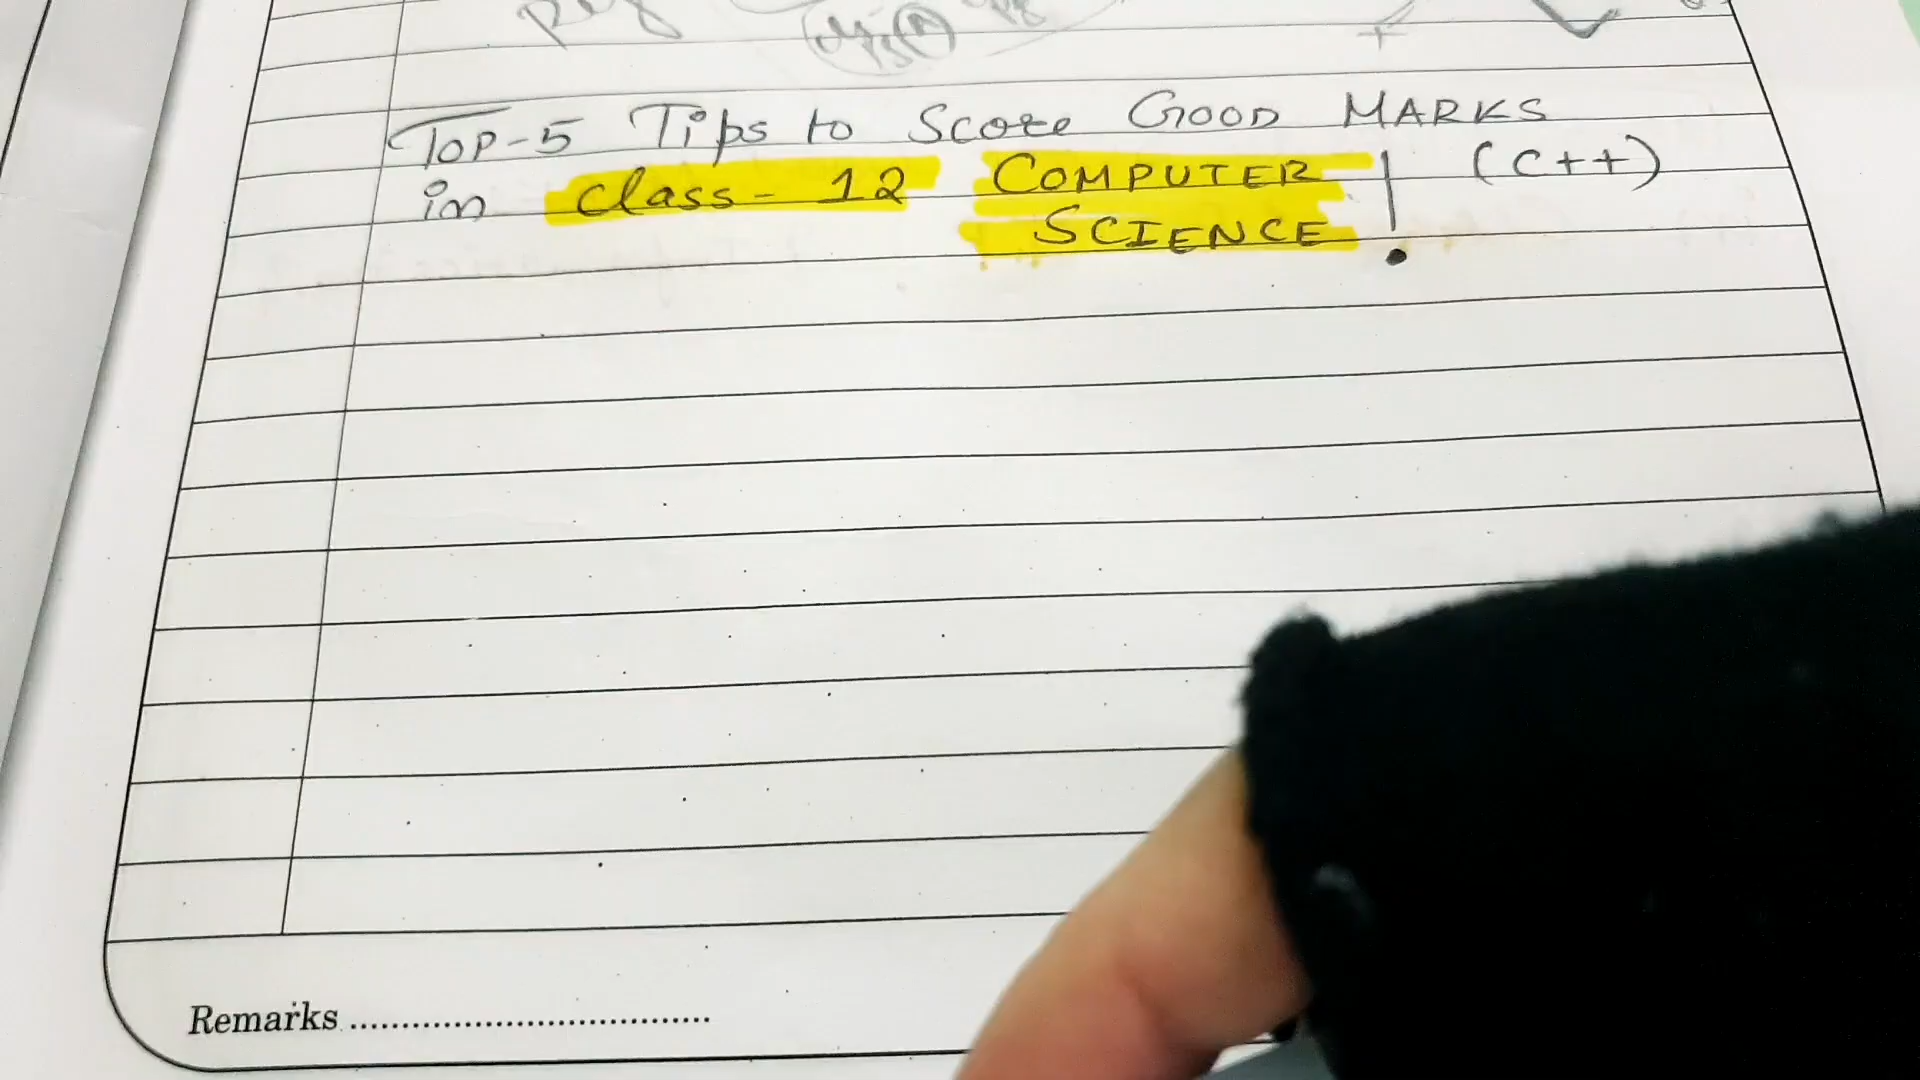 Top-5 Tips to Score GOOD MARKS
in class-12 COMPUTER SCIENCE! (C++)
Remarks ....................................